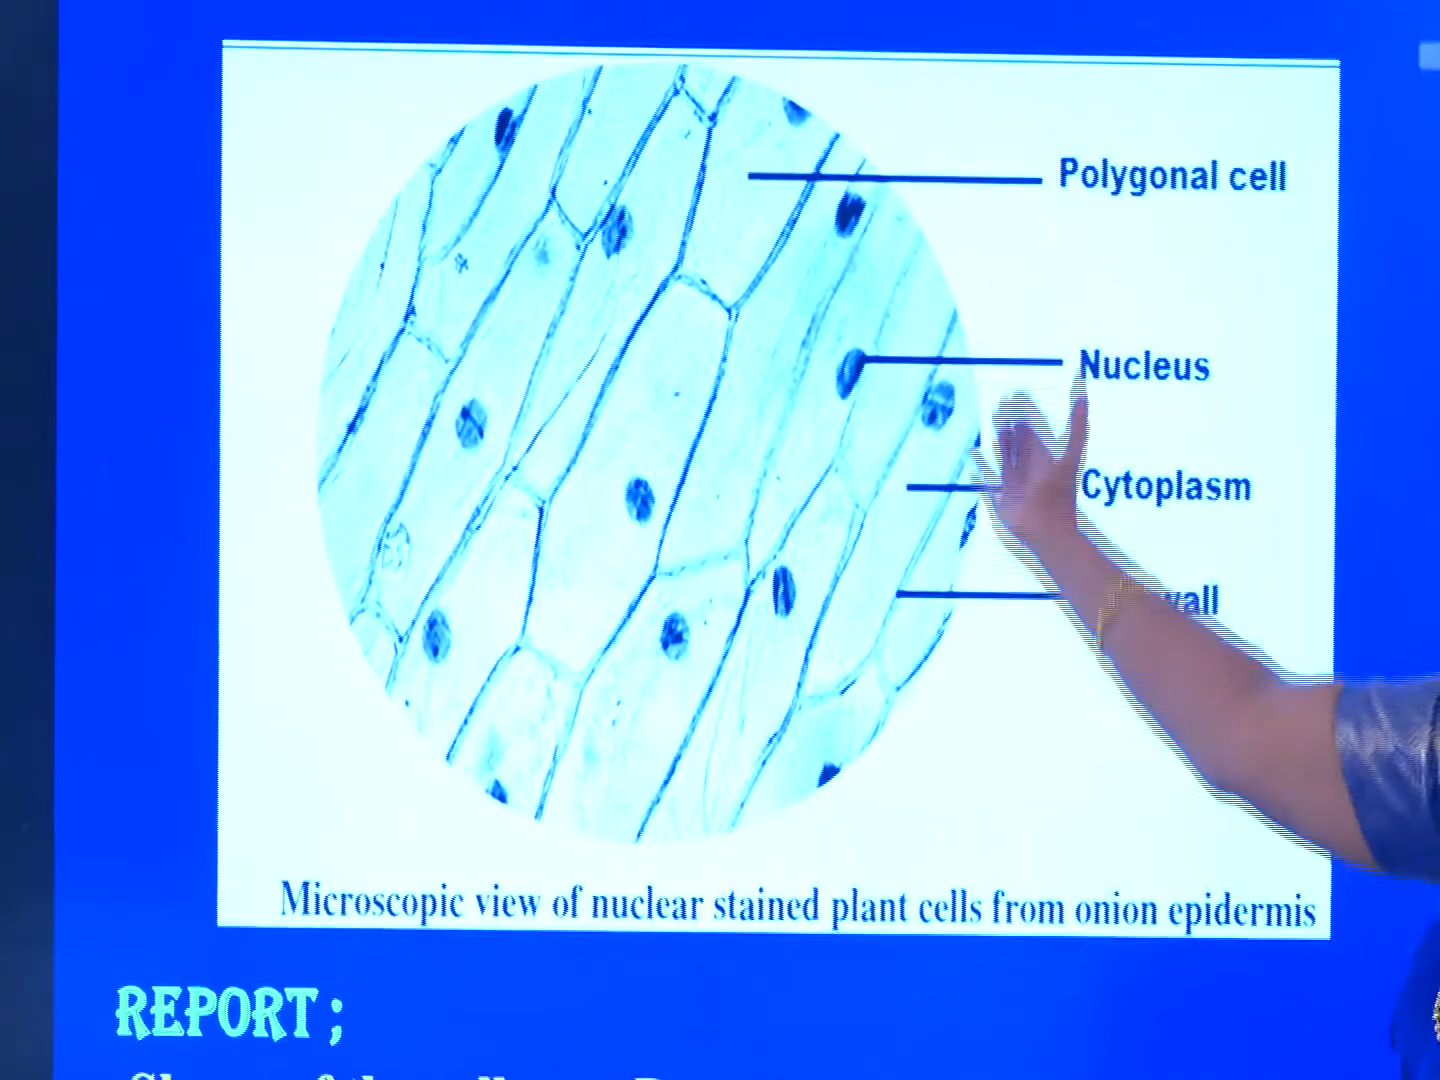 Polygonal cell
Nucleus
Cytoplasm
wall
Microscopic view of nuclear stained plant cells from onion epidermis
REPORT;